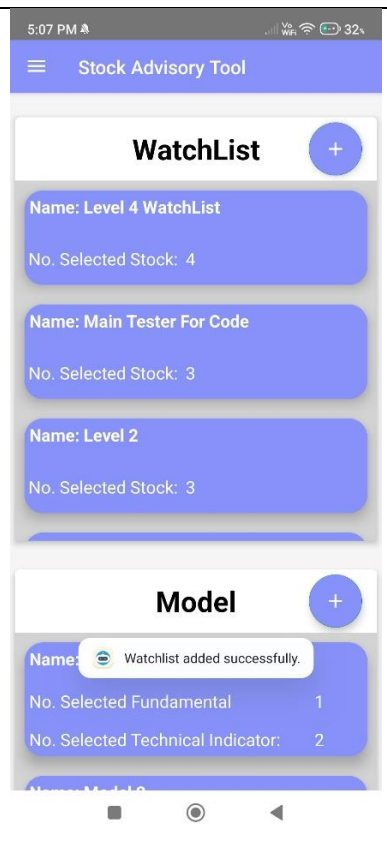 5:07 PM
Vo
WiFi
32%
Stock Advisory Tool
WatchList
+
Name: Level 4 WatchList
No. Selected Stock: 4
Name: Main Tester For Code
No. Selected Stock: 3
Name: Level 2
No. Selected Stock: 3
Model
+
Name:
Watchlist added successfully.
No. Selected Fundamental 1
No. Selected Technical Indicator: 2